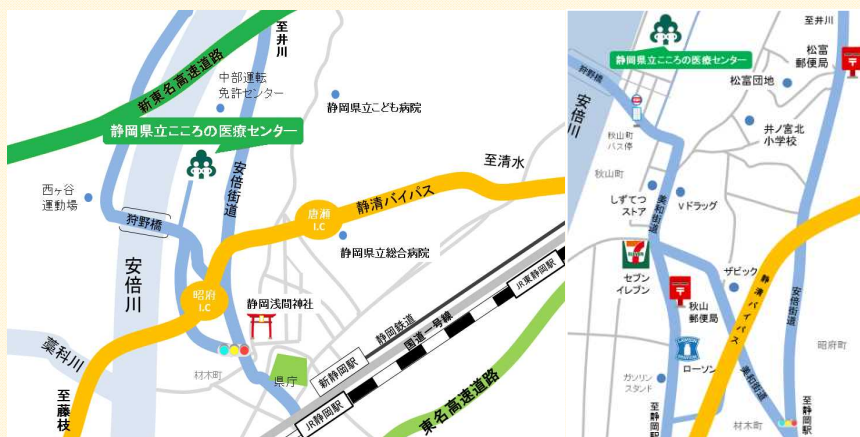 至井川
新東名高速道路
中部運転
免許センター
静岡県立こども病院
静岡県立こころの医療センター
安倍街道
至清水
西ヶ谷
運動場
狩野橋
唐瀬
I.C
静清バイパス
静岡県立総合病院
安倍川
昭府
I.C
静岡浅間神社
JR東静岡駅
静岡鉄道
国道一号線
藁科川
材木町
県庁
新静岡駅
JR静岡駅
東名高速道路
至藤枝
至井川
静岡県立こころの医療センター
松富
郵便局
狩野橋
松富団地
安倍川
秋山町
バス停
井ノ宮北
小学校
秋山町
しずてつ
ストア
美和街道
Vドラッグ
セブン
イレブン
ザビック
秋山
郵便局
静清バイパス
安倍街道
昭府町
LAWSON
ローソン
ガソリン
スタンド
美和街道
材木町
至静岡駅
至静岡駅